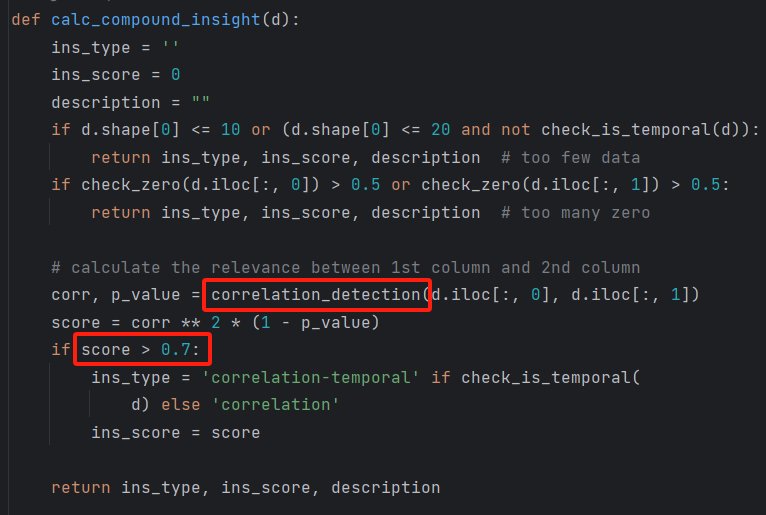 def calc_compound_insight(d):
    ins_type = ''
    ins_score = 0
    description = ""
    if d.shape[0] <= 10 or (d.shape[0] <= 20 and not check_is_temporal(d)):
        return ins_type, ins_score, description  # too few data
    if check_zero(d.iloc[:, 0]) > 0.5 or check_zero(d.iloc[:, 1]) > 0.5:
        return ins_type, ins_score, description  # too many zero

    # calculate the relevance between 1st column and 2nd column
    corr, p_value = correlation_detection(d.iloc[:, 0], d.iloc[:, 1])
    score = corr ** 2 * (1 - p_value)
    if score > 0.7:
        ins_type = 'correlation-temporal' if check_is_temporal(
            d) else 'correlation'
        ins_score = score

    return ins_type, ins_score, description